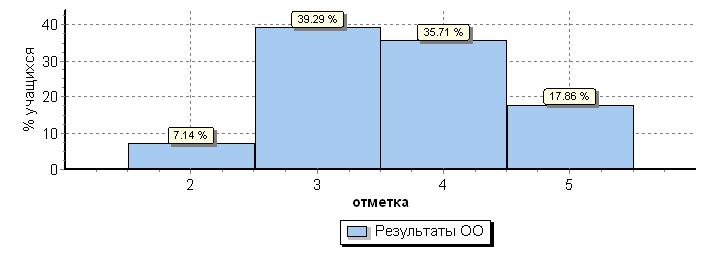 % учащихся
40
30
20
10
0
39.29 %
35.71 %
17.86 %
7.14 %
2 3 4 5
отметка
Результаты ОО